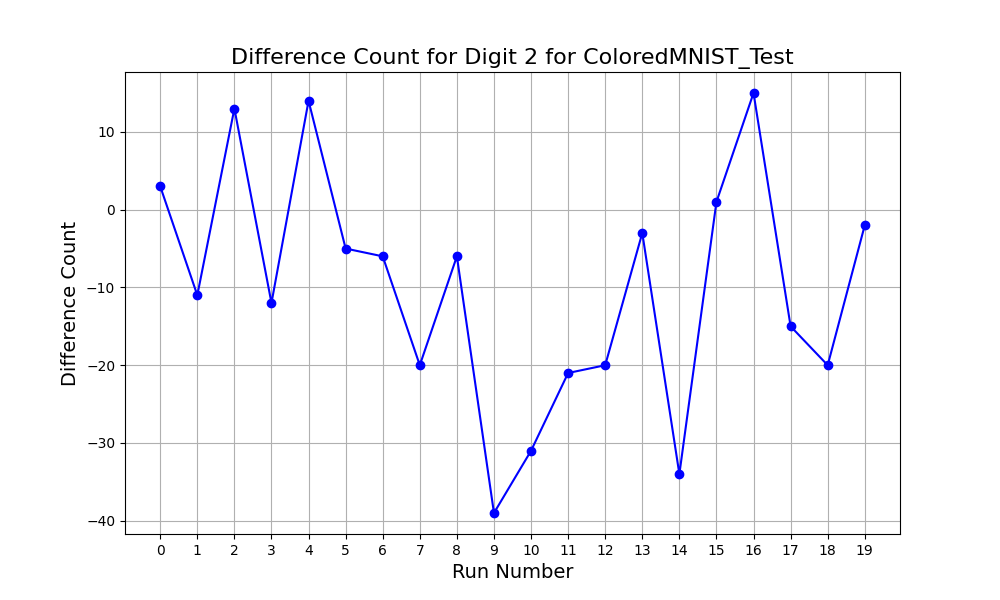 Difference Count for Digit 2 for ColoredMNIST_Test
Difference Count
10
0
−10
−20
−30
−40
0 1 2 3 4 5 6 7 8 9 10 11 12 13 14 15 16 17 18 19
Run Number